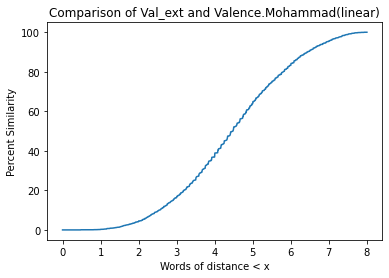 Comparison of Val_ext and Valence.Mohammad(linear)
100
80
60
40
20
0
Percent Similarity
0 1 2 3 4 5 6 7 8
Words of distance < x